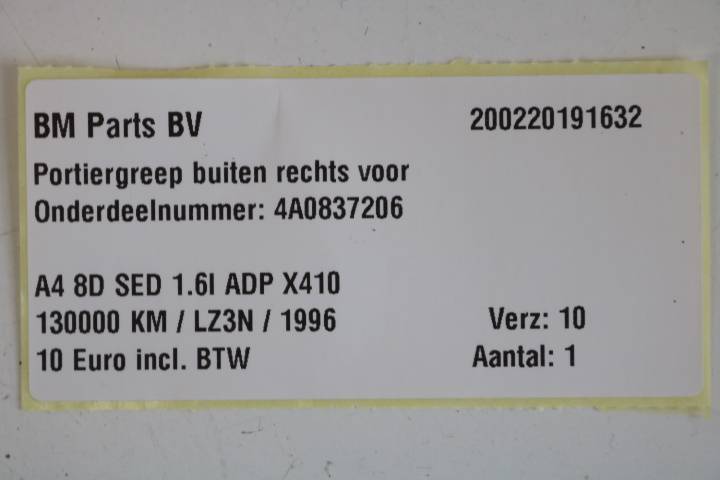 BM Parts BV 200220191632
Portiergreep buiten rechts voor
Onderdeelnummer: 4A0837206
A4 8D SED 1.6I ADP X410
130000 KM / LZ3N / 1996 Verz: 10
10 Euro incl. BTW Aantal: 1